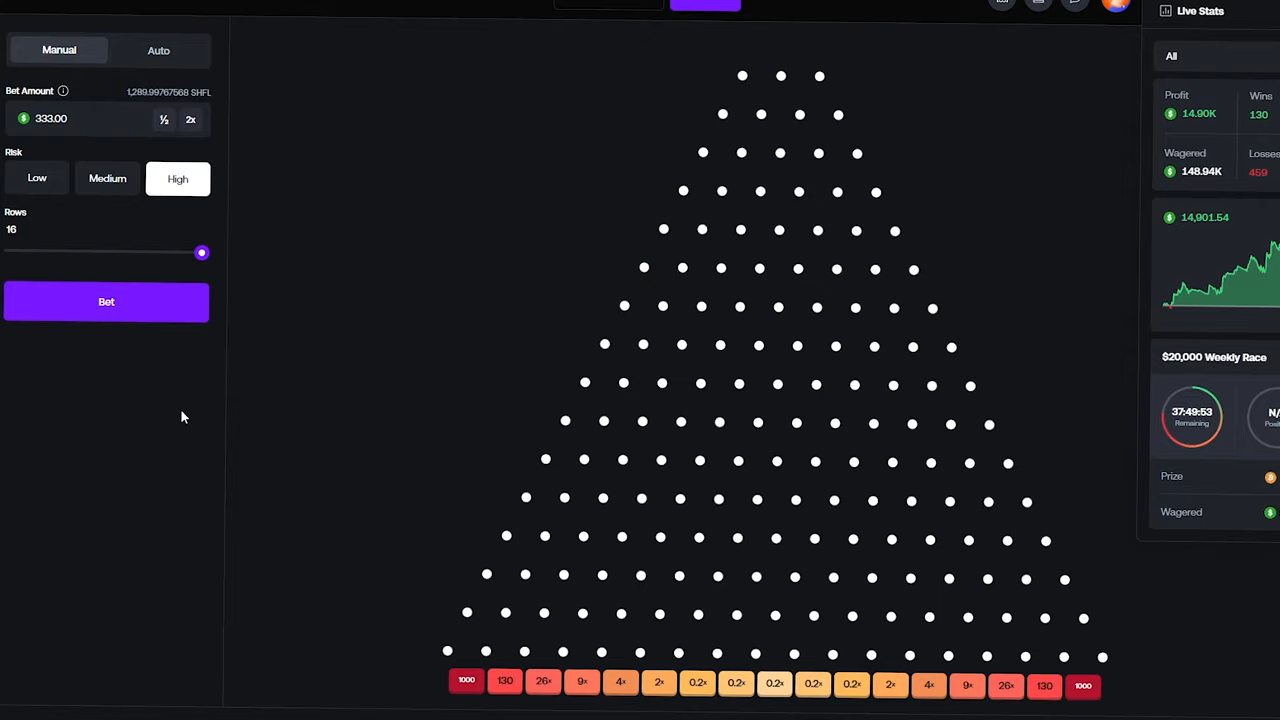 Live Stats
Manual
Auto
All
Bet Amount
1,289.99767568 SHFL
333.00
½
2x
Profit
Wins
14.90K
130
Wagered
Losses
148.94K
459
Risk
Low
Medium
High
Rows
16
14,901.54
Bet
$20,000 Weekly Race
37:49:53
Remaining
Prize
Wagered
1000
130
26x
9x
4x
2x
0.2x
0.2x
0.2x
0.2x
0.2x
2x
4x
9x
26x
130
1000